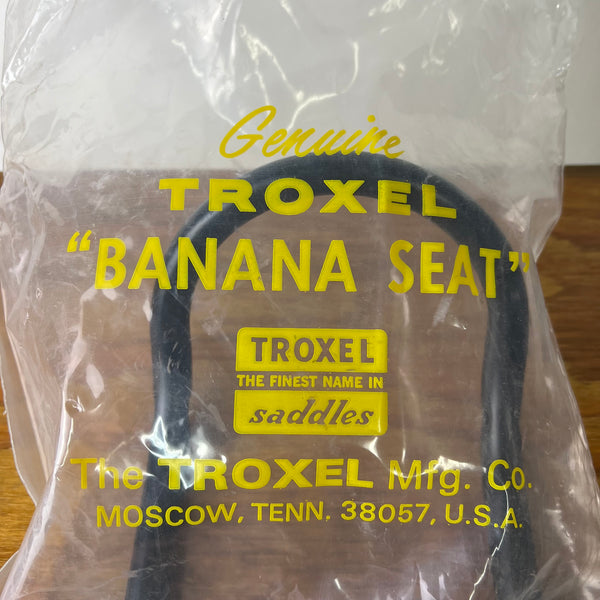 Genuine
TROXEL
"BANANA SEAT"
TROXEL
THE FINEST NAME IN
saddles
The TROXEL Mfg. Co.
MOSCOW, TENN. 38057, U.S.A.